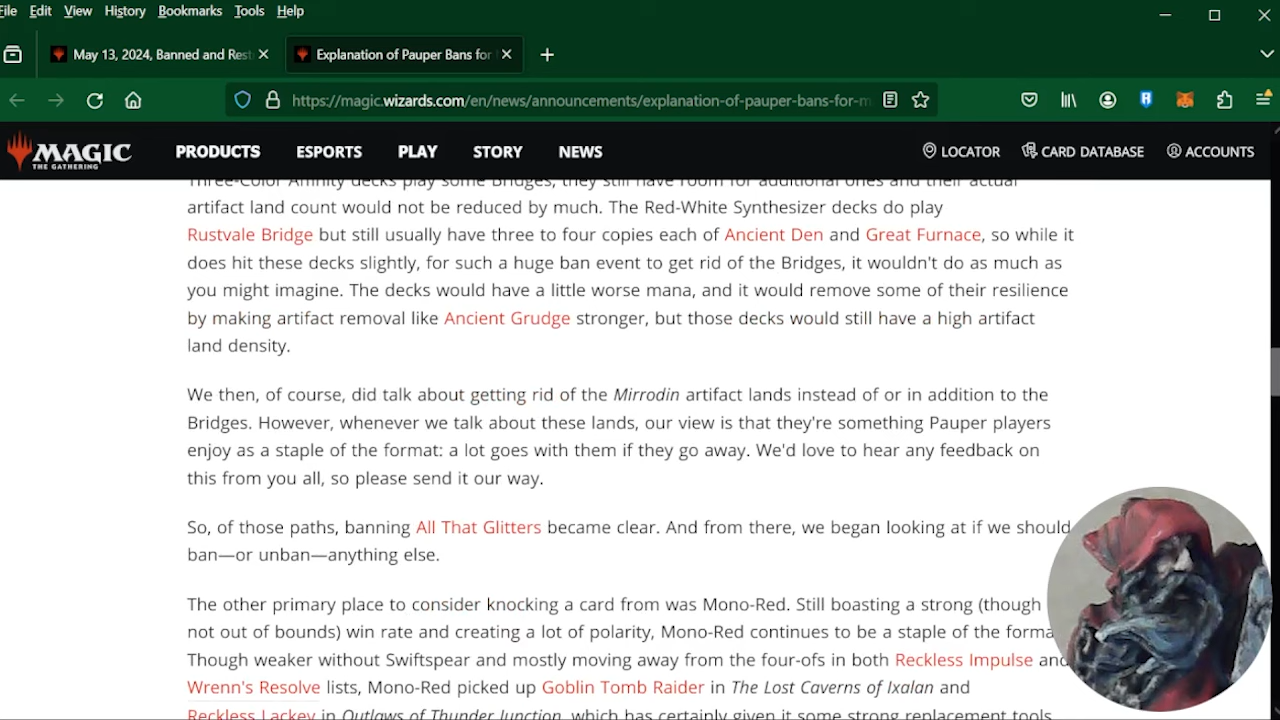 File Edit View History Bookmarks Tools Help
May 13, 2024, Banned and Rest
Explanation of Pauper Bans for
https://magic.wizards.com/en/news/announcements/explanation-of-pauper-bans-for-m
MAGIC THE GATHERING
PRODUCTS ESPORTS PLAY STORY NEWS LOCATOR CARD DATABASE ACCOUNTS
Three-Color Affinity decks play some Bridges, they still have room for additional ones and their actual
artifact land count would not be reduced by much. The Red-White Synthesizer decks do play
Rustvale Bridge but still usually have three to four copies each of Ancient Den and Great Furnace, so while it
does hit these decks slightly, for such a huge ban event to get rid of the Bridges, it wouldn't do as much as
you might imagine. The decks would have a little worse mana, and it would remove some of their resilience
by making artifact removal like Ancient Grudge stronger, but those decks would still have a high artifact
land density.
We then, of course, did talk about getting rid of the Mirrodin artifact lands instead of or in addition to the
Bridges. However, whenever we talk about these lands, our view is that they're something Pauper players
enjoy as a staple of the format: a lot goes with them if they go away. We'd love to hear any feedback on
this from you all, so please send it our way.
So, of those paths, banning All That Glitters became clear. And from there, we began looking at if we should
ban—or unban—anything else.
The other primary place to consider knocking a card from was Mono-Red. Still boasting a strong (though
not out of bounds) win rate and creating a lot of polarity, Mono-Red continues to be a staple of the forma
Though weaker without Swiftspear and mostly moving away from the four-ofs in both Reckless Impulse and
Wrenn's Resolve lists, Mono-Red picked up Goblin Tomb Raider in The Lost Caverns of Ixalan and
Reckless Lackey in Outlaws of Thunder Junction, which has certainly given it some strong replacement tools